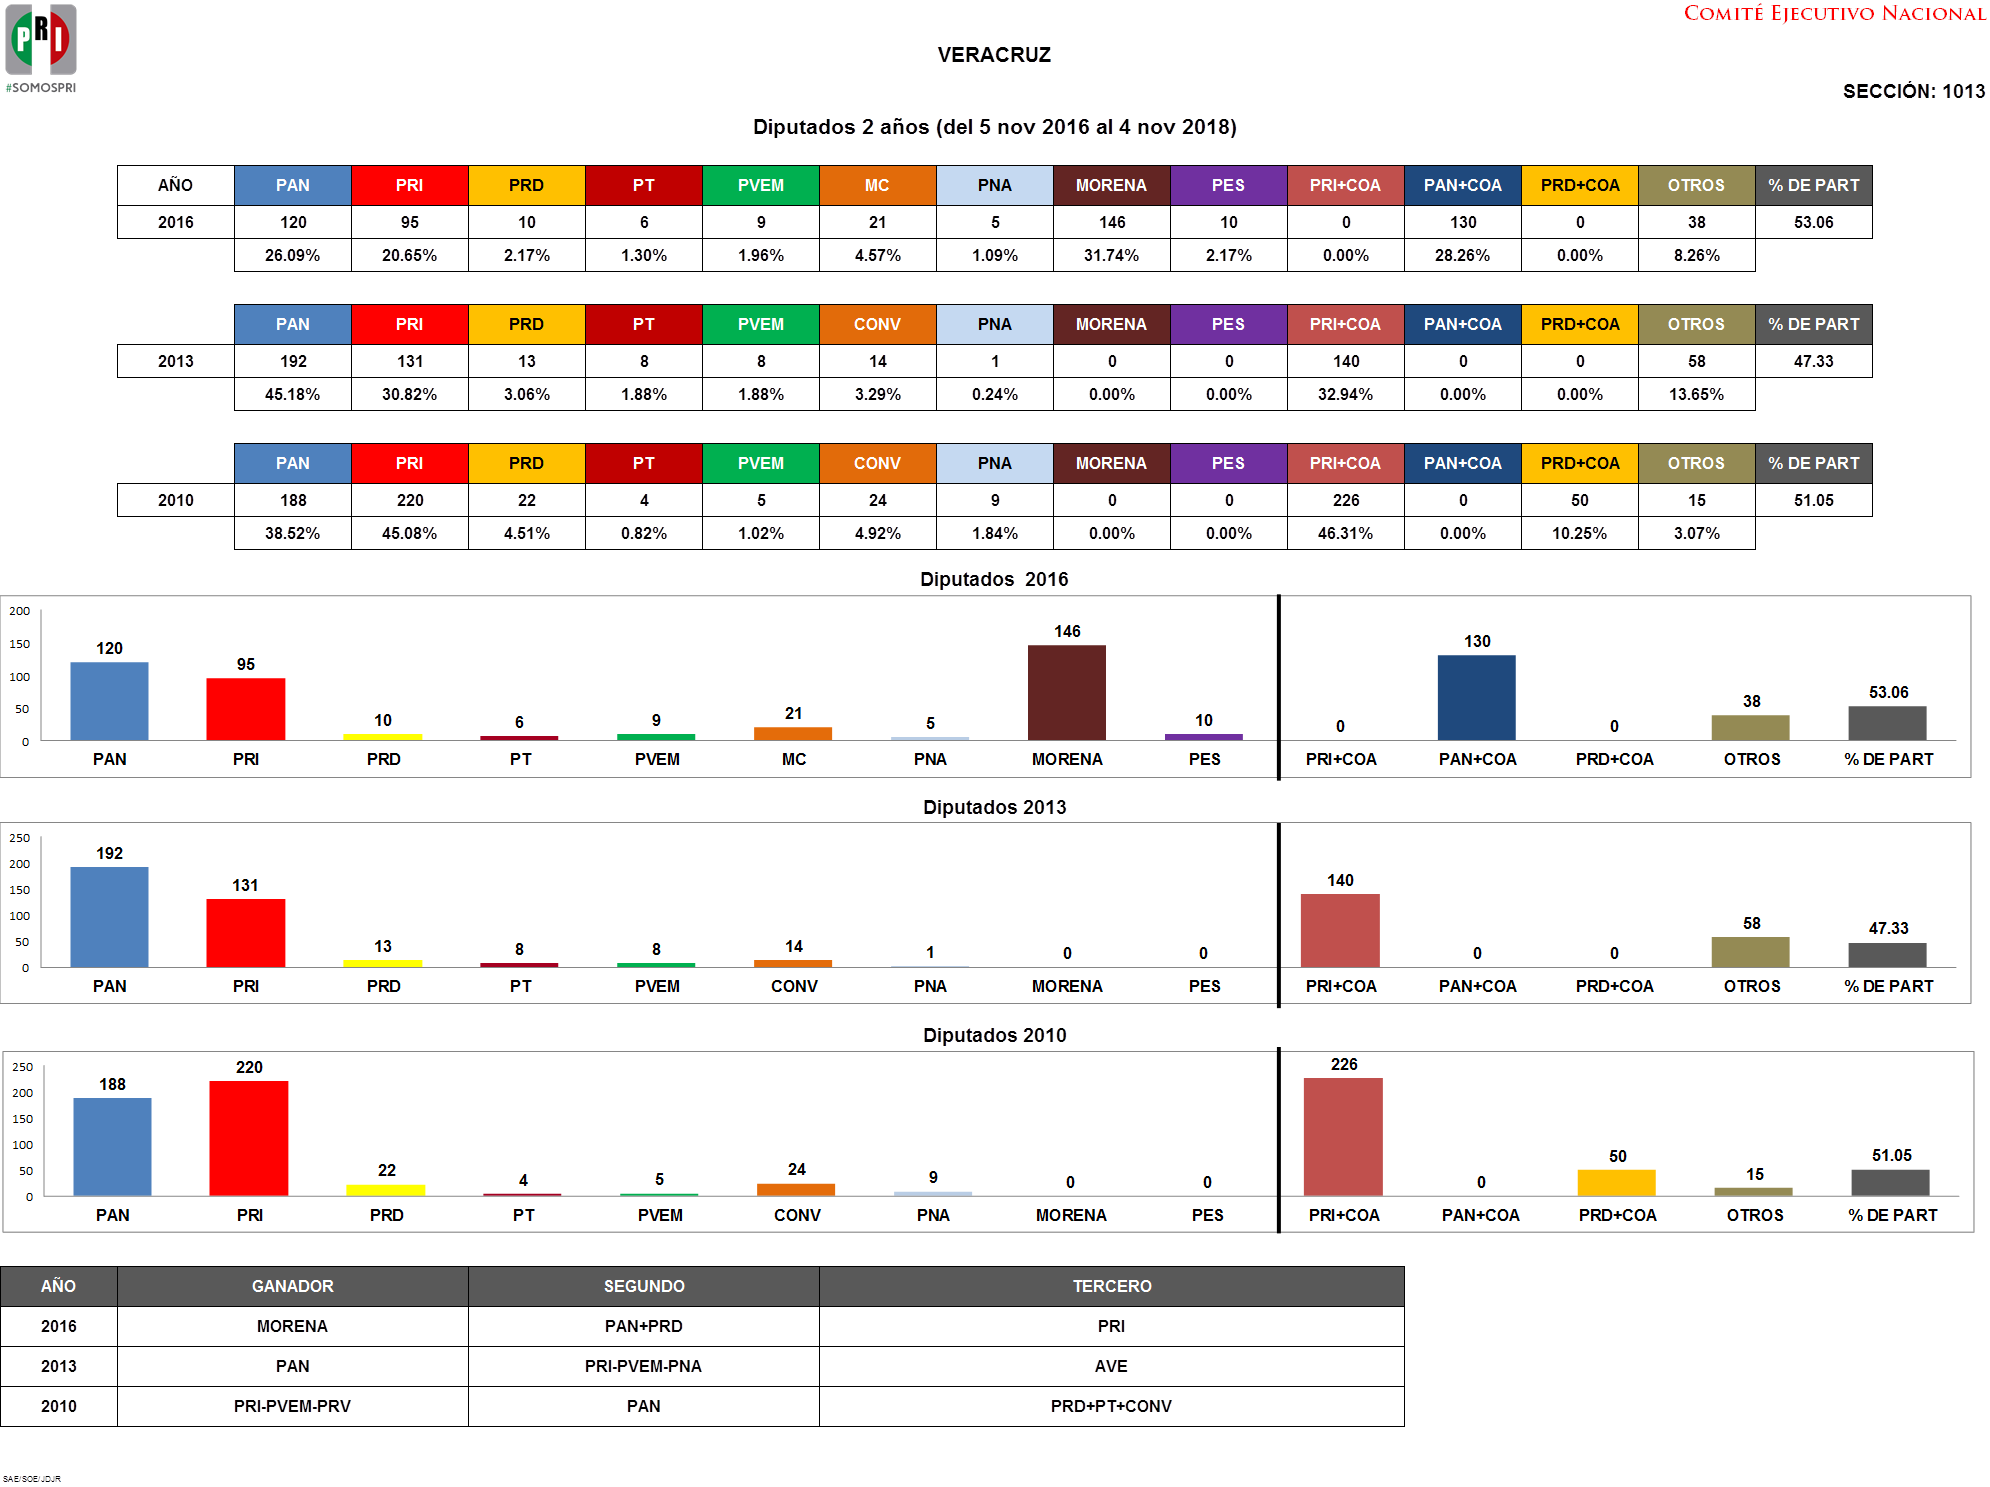 PRI
#SOMOSPRI
COMITÉ EJECUTIVO NACIONAL
VERACRUZ
SECCIÓN: 1013
Diputados 2 años (del 5 nov 2016 al 4 nov 2018)
AÑO PAN PRI PRD PT PVEM MC PNA MORENA PES PRI+COA PAN+COA PRD+COA OTROS % DE PART
2016 120 95 10 6 9 21 5 146 10 0 130 0 38 53.06
26.09% 20.65% 2.17% 1.30% 1.96% 4.57% 1.09% 31.74% 2.17% 0.00% 28.26% 0.00% 8.26%
PAN PRI PRD PT PVEM CONV PNA MORENA PES PRI+COA PAN+COA PRD+COA OTROS % DE PART
2013 192 131 13 8 8 14 1 0 0 140 0 0 58 47.33
45.18% 30.82% 3.06% 1.88% 1.88% 3.29% 0.24% 0.00% 0.00% 32.94% 0.00% 0.00% 13.65%
PAN PRI PRD PT PVEM CONV PNA MORENA PES PRI+COA PAN+COA PRD+COA OTROS % DE PART
2010 188 220 22 4 5 24 9 0 0 226 0 50 15 51.05
38.52% 45.08% 4.51% 0.82% 1.02% 4.92% 1.84% 0.00% 0.00% 46.31% 0.00% 10.25% 3.07%
Diputados 2016
200
150
100
50
0
120 95 10 6 9 21 5 146 10 0 130 0 38 53.06
PAN PRI PRD PT PVEM MC PNA MORENA PES PRI+COA PAN+COA PRD+COA OTROS % DE PART
Diputados 2013
250
200
150
100
50
0
192 131 13 8 8 14 1 0 0 140 0 0 58 47.33
PAN PRI PRD PT PVEM CONV PNA MORENA PES PRI+COA PAN+COA PRD+COA OTROS % DE PART
Diputados 2010
250
200
150
100
50
0
188 220 22 4 5 24 9 0 0 226 0 50 15 51.05
PAN PRI PRD PT PVEM CONV PNA MORENA PES PRI+COA PAN+COA PRD+COA OTROS % DE PART
AÑO GANADOR SEGUNDO TERCERO
2016 MORENA PAN+PRD PRI
2013 PAN PRI-PVEM-PNA AVE
2010 PRI-PVEM-PRV PAN PRD+PT+CONV
SAE/SOE/JDJR